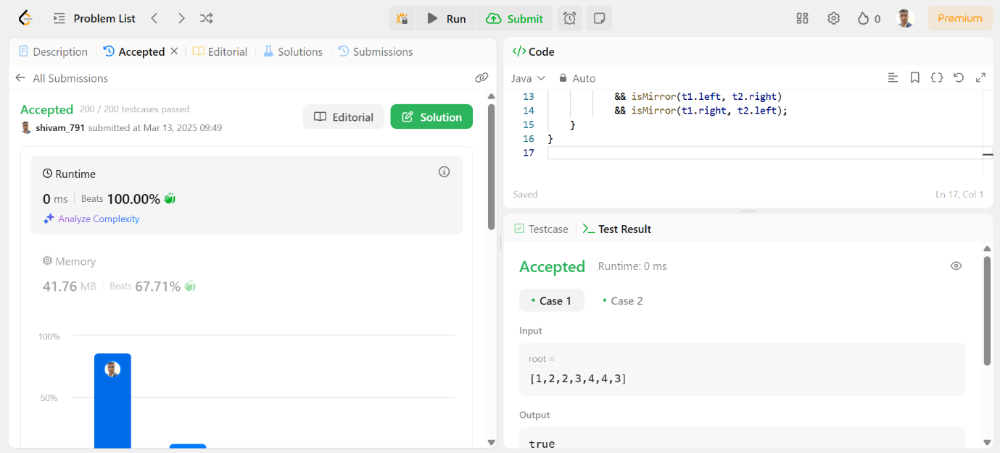 Problem List
Run
Submit
0
Premium
Description
Accepted
Editorial
Solutions
Submissions
All Submissions
Accepted 200 / 200 testcases passed
shivam_791 submitted at Mar 13, 2025 09:49
Editorial
Solution
Runtime
0 ms Beats 100.00%
Analyze Complexity
Memory
41.76 MB Beats 67.71%
100%
50%
</> Code
Java
Auto
13 && isMirror(t1.left, t2.right)
14 && isMirror(t1.right, t2.left);
15 }
16 }
17
Saved
Ln 17, Col 1
Testcase
>_ Test Result
Accepted Runtime: 0 ms
• Case 1
• Case 2
Input
root =
[1,2,2,3,4,4,3]
Output
true